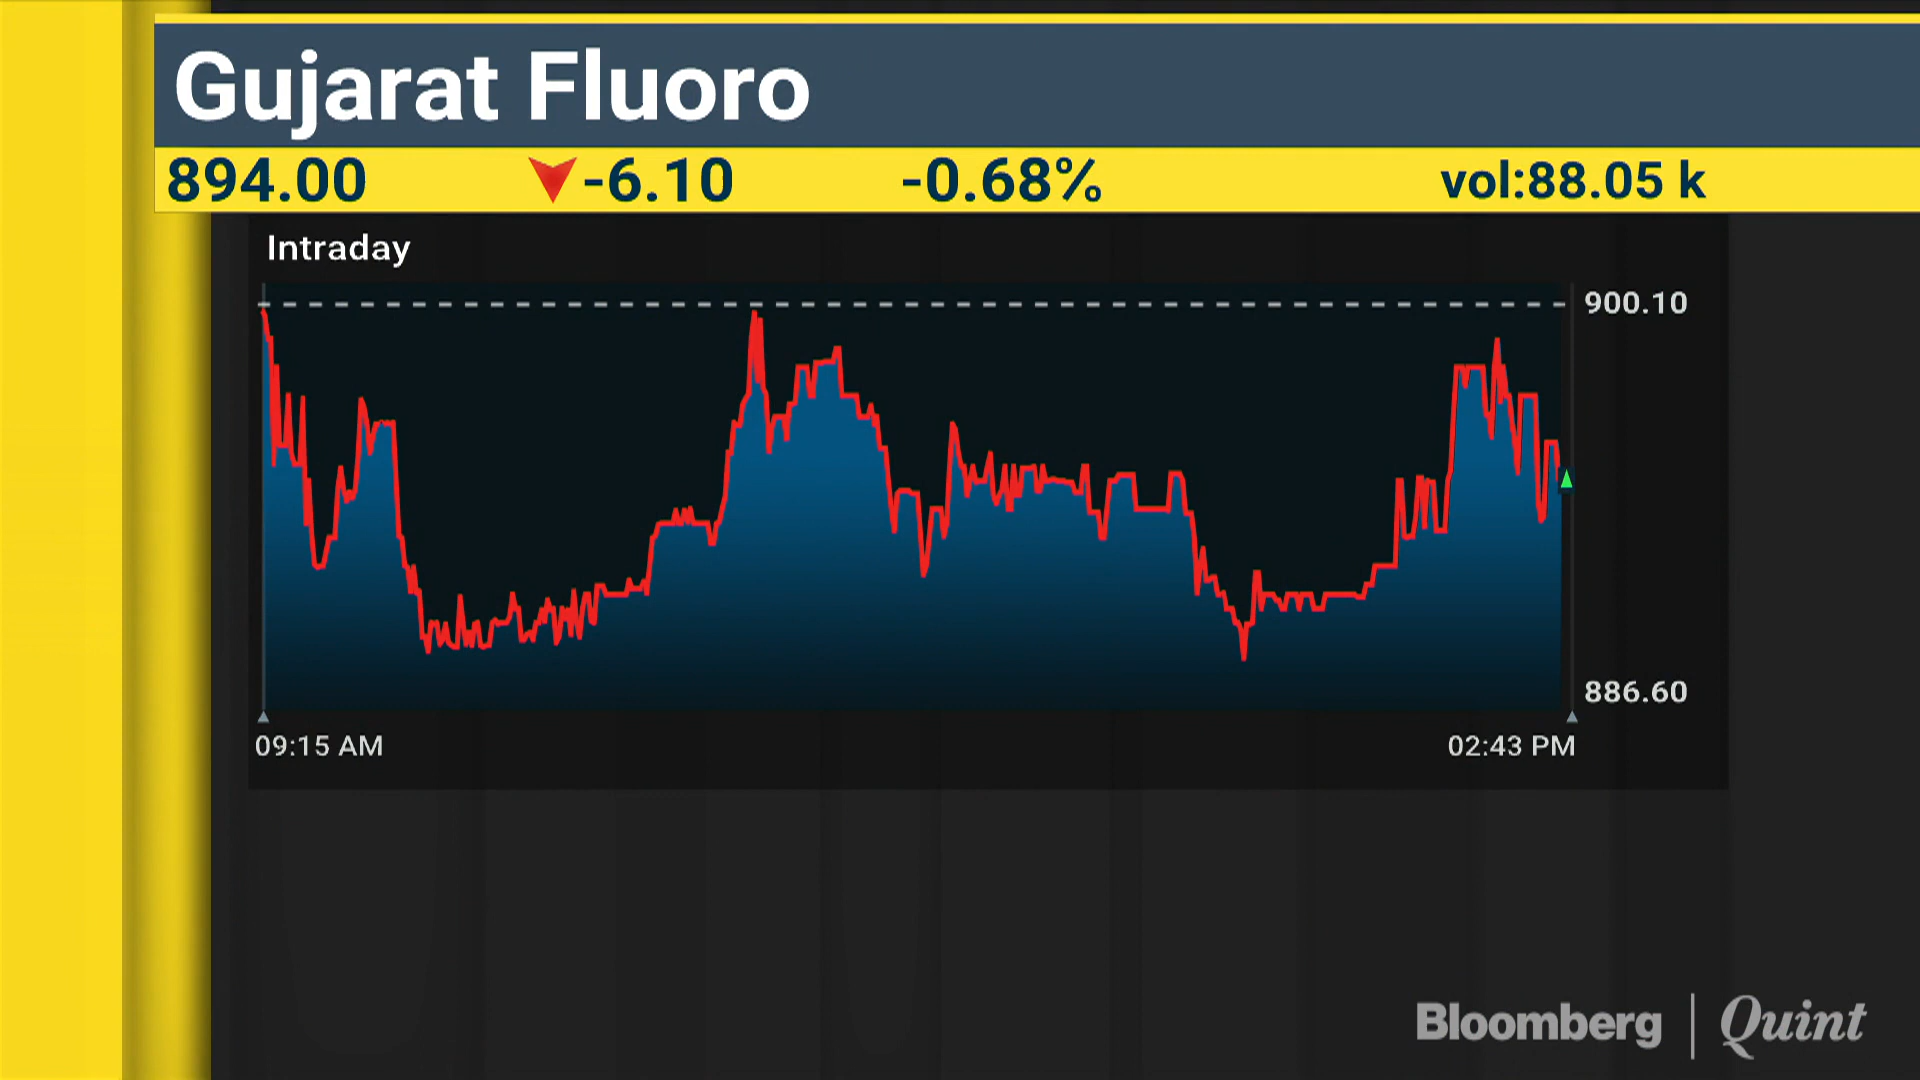 Gujarat Fluoro
894.00 -6.10 -0.68% vol:88.05 k
Intraday
900.10
886.60
09:15 AM 02:43 PM
Bloomberg | Quint